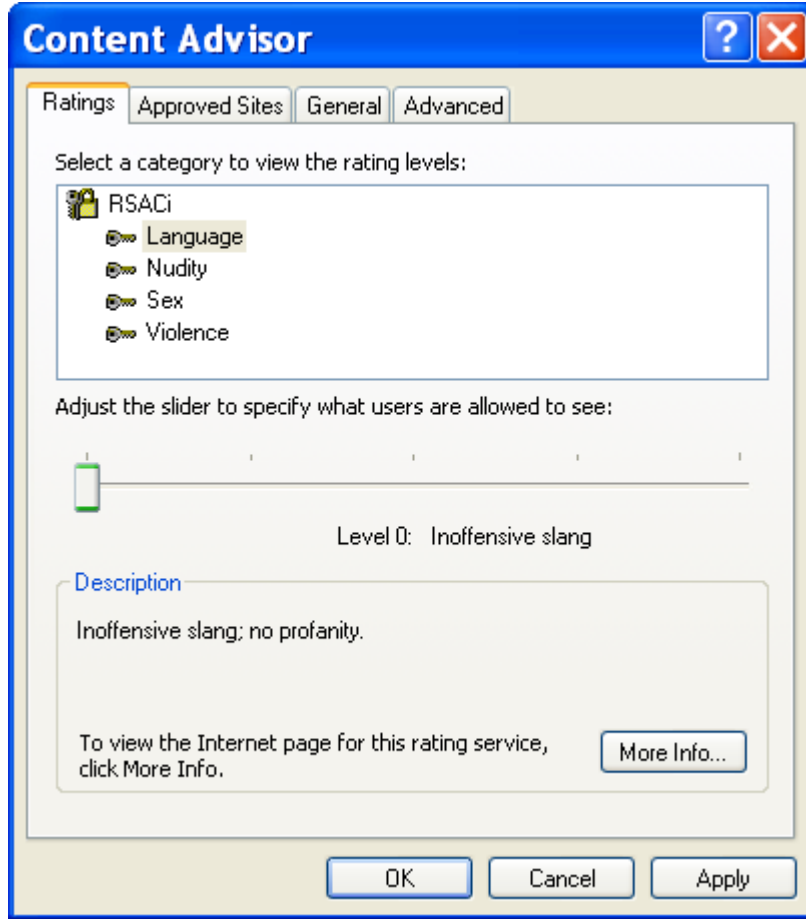 Content Advisor
Ratings Approved Sites General Advanced
Select a category to view the rating levels:
RSACi
Language
Nudity
Sex
Violence
Adjust the slider to specify what users are allowed to see:
Level 0: Inoffensive slang
Description
Inoffensive slang; no profanity.
To view the Internet page for this rating service,
click More Info.
More Info...
OK Cancel Apply